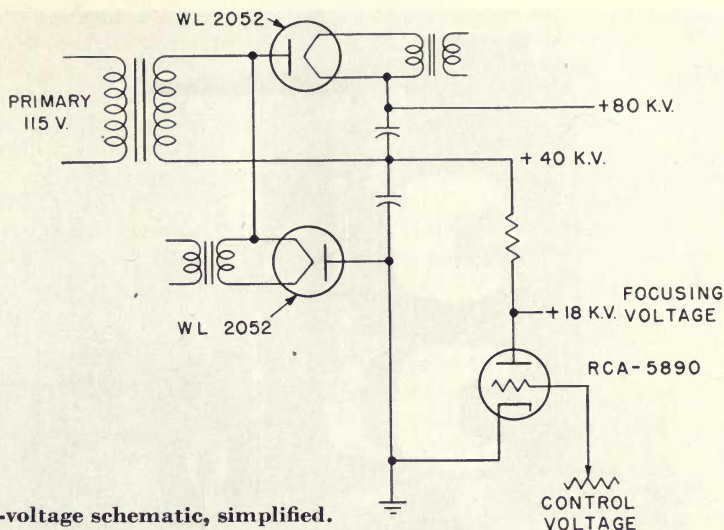 WL 2052
PRIMARY
115 V.
+80 K.V.
+ 40 K.V.
+ 18 K.V.
FOCUSING
VOLTAGE
WL 2052
RCA-5890
CONTROL
VOLTAGE
-voltage schematic, simplified.